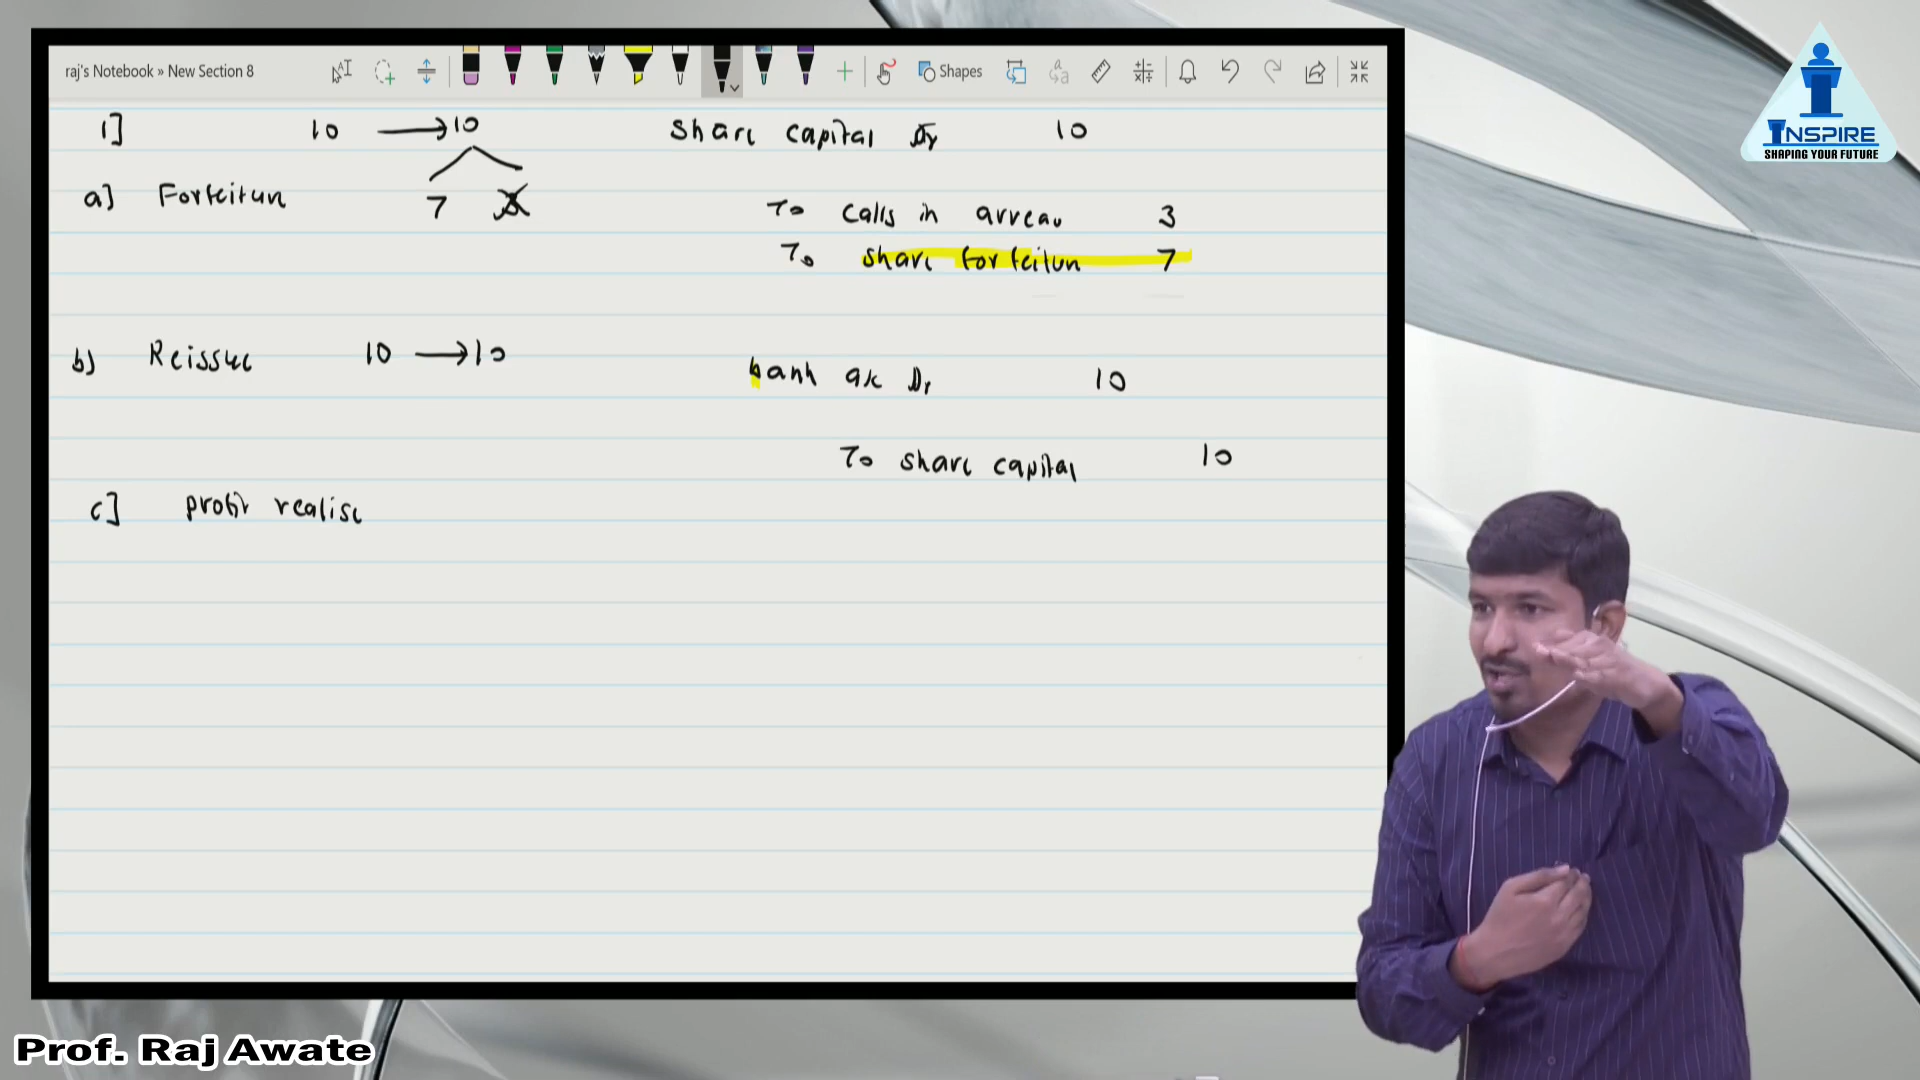 raj's Notebook » New Section 8
Shapes
INSPIRE
SHAPING YOUR FUTURE
1] 10 → 10 Share capital Dr 10
a] Forfeiture 7 3 To calls in arrear 3
To share forfeiture 7
b) Reissue 10 → 10 bank a/c Dr 10
To share capital 10
c] profit realise
Prof. Raj Awate